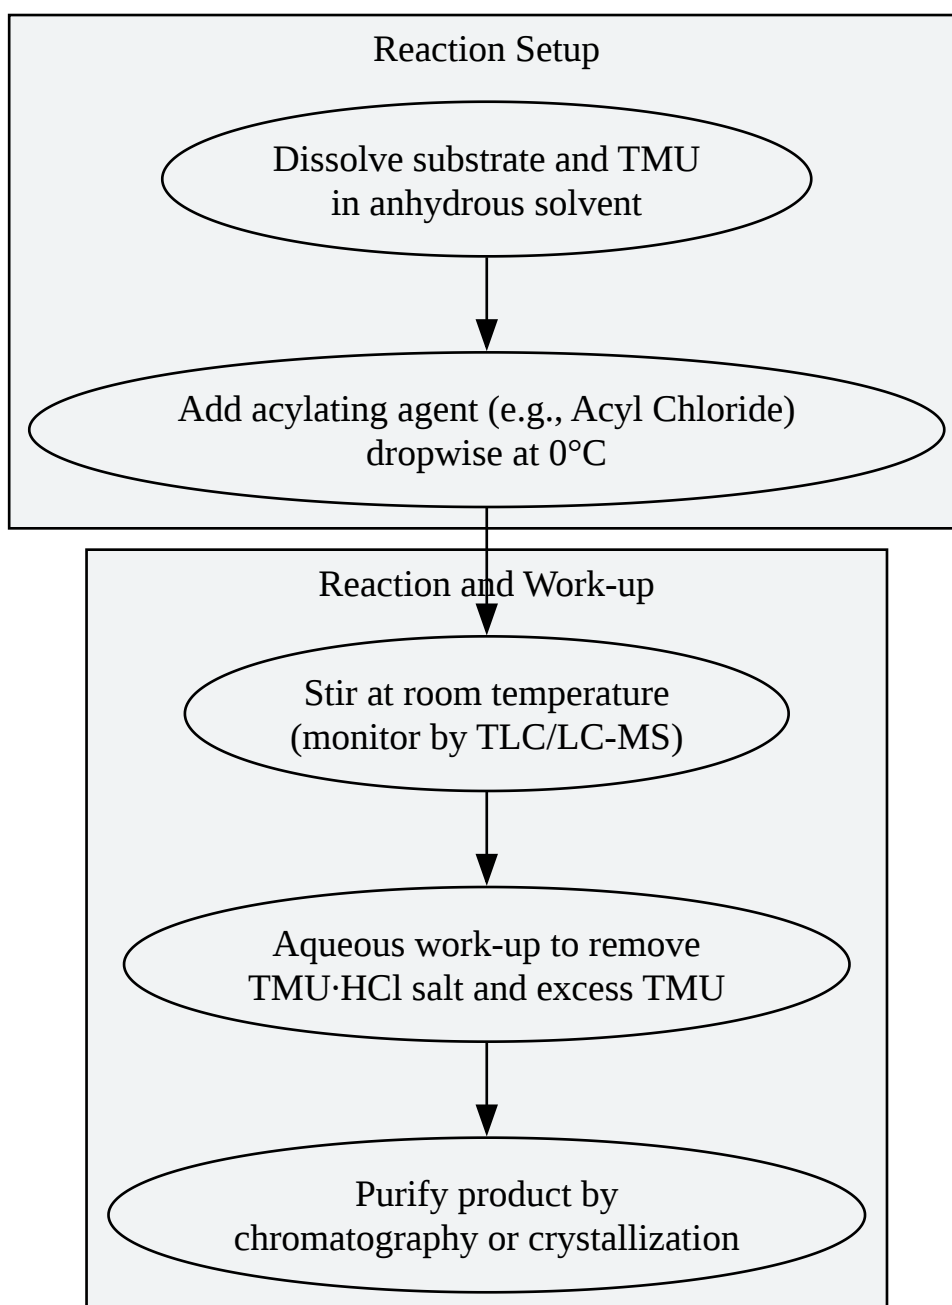 Reaction Setup
Dissolve substrate and TMU
in anhydrous solvent
Add acylating agent (e.g., Acyl Chloride)
dropwise at 0°C
Reaction and Work-up
Stir at room temperature
(monitor by TLC/LC-MS)
Aqueous work-up to remove
TMU·HCl salt and excess TMU
Purify product by
chromatography or crystallization